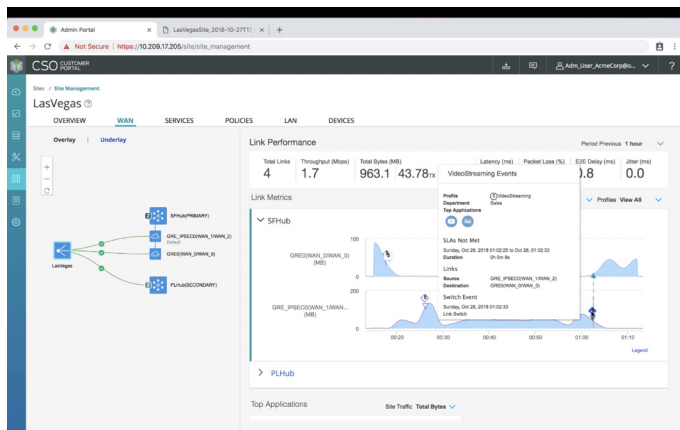 Admin Portal
LasVegasSite_2018-10-27T1
Not Secure | https://10.209.17.205/site/site_management
CSO CUSTOMER PORTAL
Adm_User_AcmeCorp@o...
?
Sites / Site Management
LasVegas
OVERVIEW WAN SERVICES POLICIES LAN DEVICES
Overlay | Underlay
SFHub(PRIMARY)
GRE_IPSEC0(WAN_1/WAN_2)
Default
GRE0(WAN_0/WAN_0)
LasVegas
PLHub(SECONDARY)
Link Performance
Period Previous 1 hour
Total Links Throughput (Mbps) Total Bytes (MB) Latency (ms) Packet Loss (%) E2E Delay (ms) Jitter (ms)
4 1.7 963.1 43.78TX 0.8 0.0
Link Metrics
Profiles View All
SFHub
GRE0(WAN_0/WAN_0)
(MB)
100
0
GRE_IPSEC0(WAN_1/WAN...
(MB)
200
0
00:20 00:30 00:40 00:50 01:00 01:10
Legend
VideoStreaming Events
Profile VideoStreaming
Department Sales
Top Applications
SLAs Not Met
Sunday, Oct 28, 2018 01:02:25 to Oct 28, 01:02:33
Duration 0h 0m 8s
Links
Source GRE_IPSEC0(WAN_1/WAN_2)
Destination GRE0(WAN_0/WAN_0)
Switch Event
Sunday, Oct 28, 2018 01:02:33
Link Switch
PLHub
Top Applications
Site Traffic Total Bytes